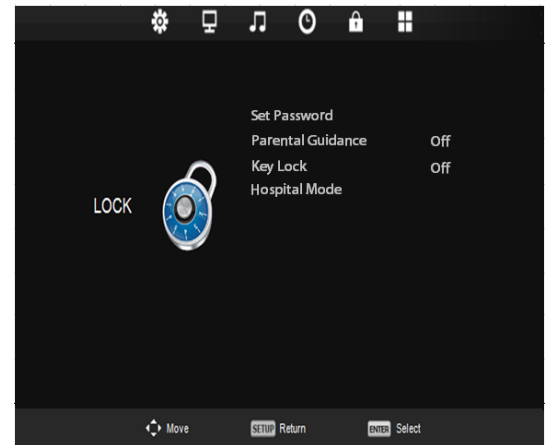 Set Password
Parental Guidance Off
Key Lock Off
Hospital Mode
LOCK
Move SETUP Return ENTER Select